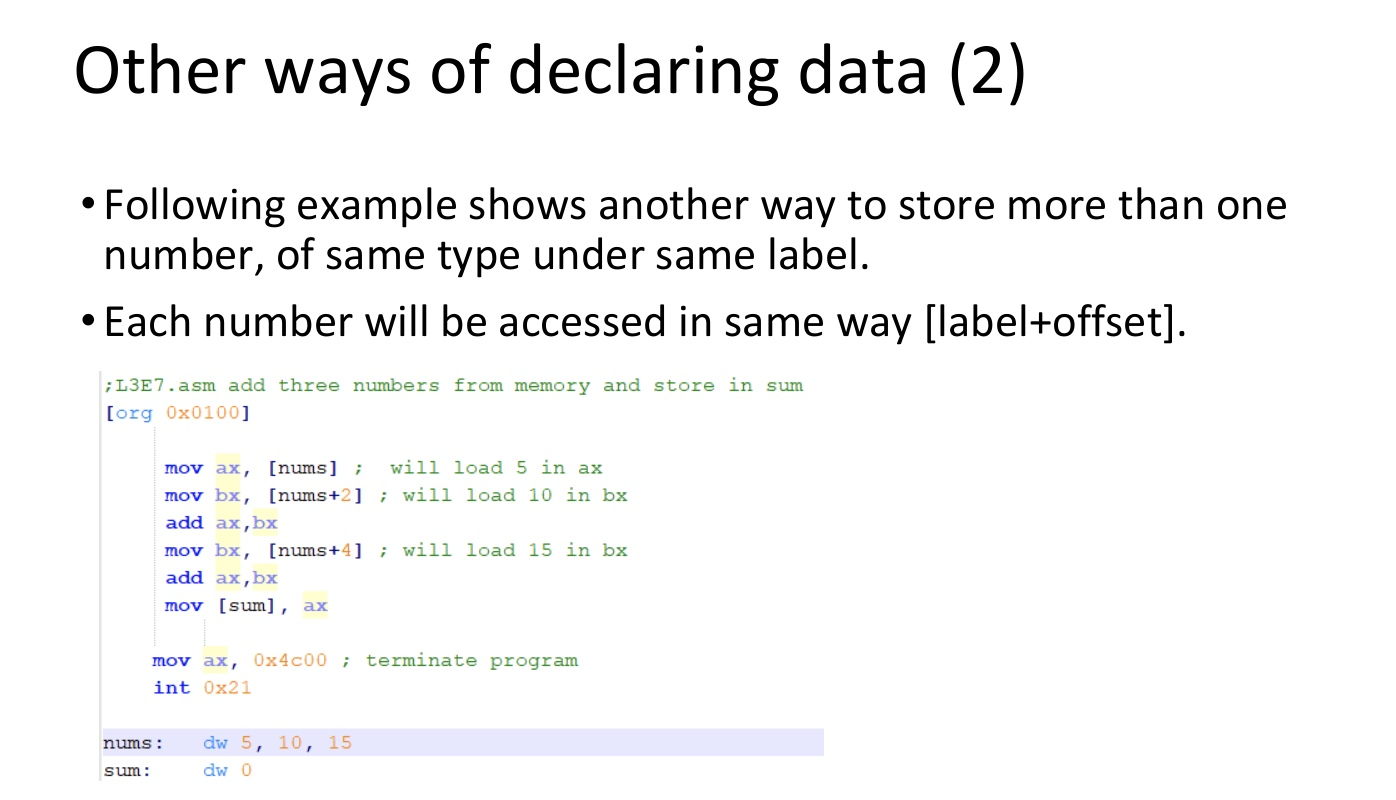 Other ways of declaring data (2)
• Following example shows another way to store more than one
number, of same type under same label.
• Each number will be accessed in same way [label+offset].
;L3E7.asm add three numbers from memory and store in sum
[org 0x0100]
mov ax, [nums] ;  will load 5 in ax
mov bx, [nums+2] ; will load 10 in bx
add ax,bx
mov bx, [nums+4] ; will load 15 in bx
add ax,bx
mov [sum], ax
mov ax, 0x4c00 ; terminate program
int 0x21
nums:   dw 5, 10, 15
sum:    dw 0